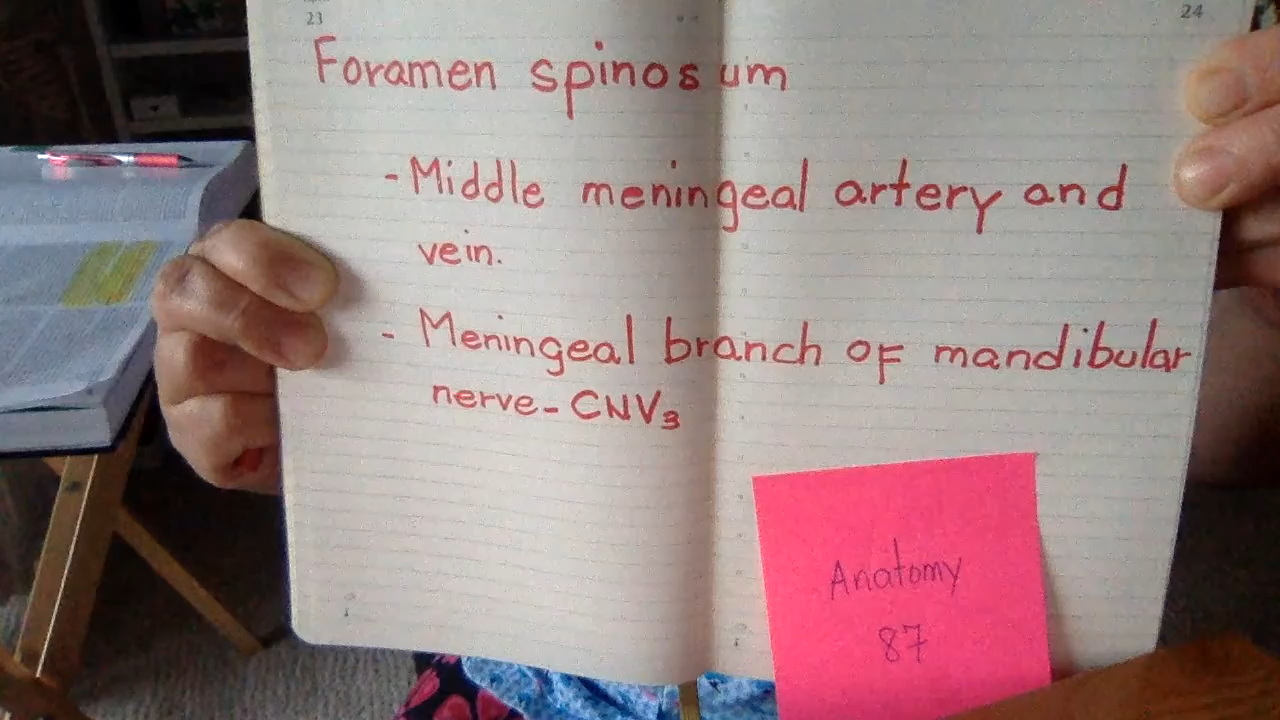 23
24
Foramen spinosum
- Middle meningeal artery and
vein.
- Meningeal branch of mandibular
nerve - CNV3
Anatomy
87